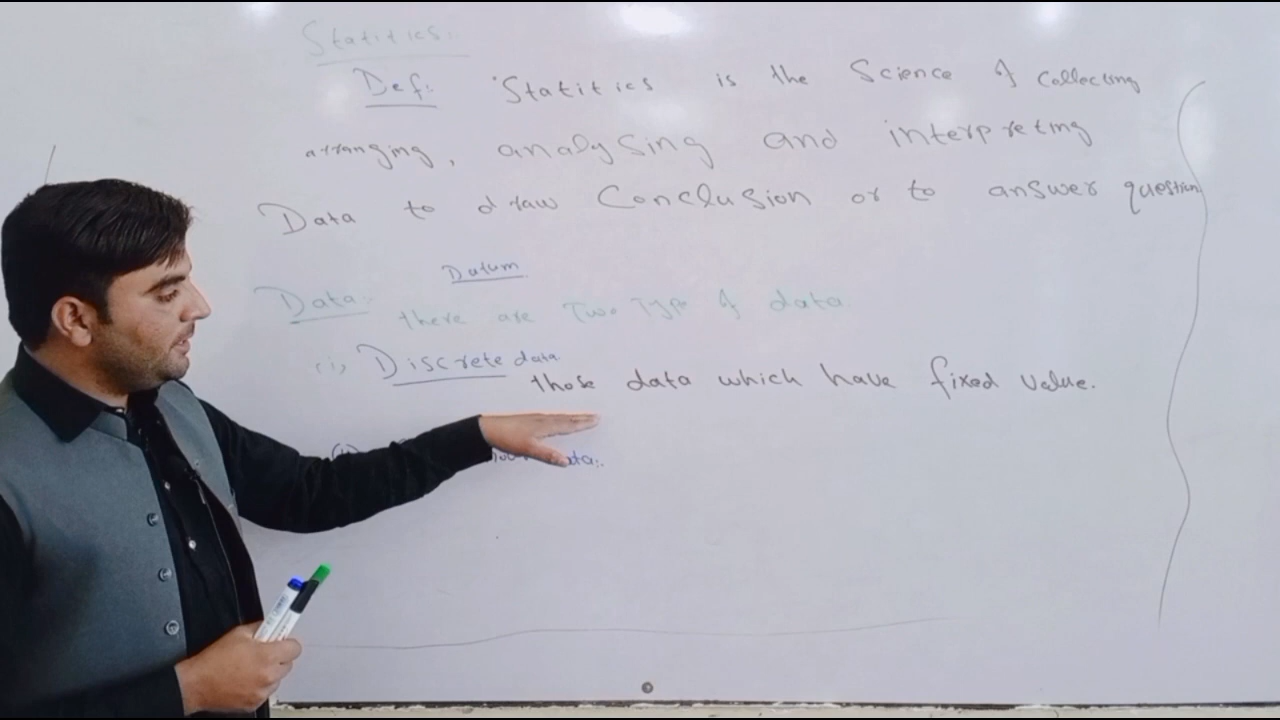 Statitics:
Def: Statitics is the Science of Collecting
arranging, analysing and interpreting
Data to draw Conclusion or to answer question
Datum
Data:
there are Two Type of data
(i) Discrete data
those data which have fixed value.
data:.